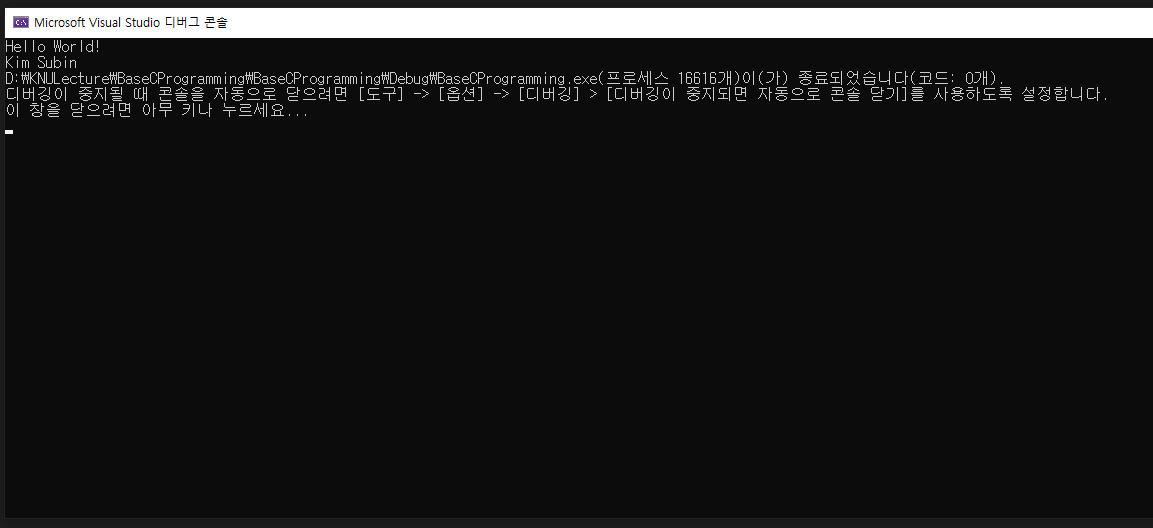 Microsoft Visual Studio 디버그 콘솔
Hello World!
Kim Subin
D:₩KNULecture₩BaseCProgramming₩BaseCProgramming₩Debug₩BaseCProgramming.exe(프로세스 16616개)이(가) 종료되었습니다(코드: 0개).
디버깅이 중지될 때 콘솔을 자동으로 닫으려면 [도구] -> [옵션] -> [디버깅] > [디버깅이 중지되면 자동으로 콘솔 닫기]를 사용하도록 설정합니다.
이 창을 닫으려면 아무 키나 누르세요...